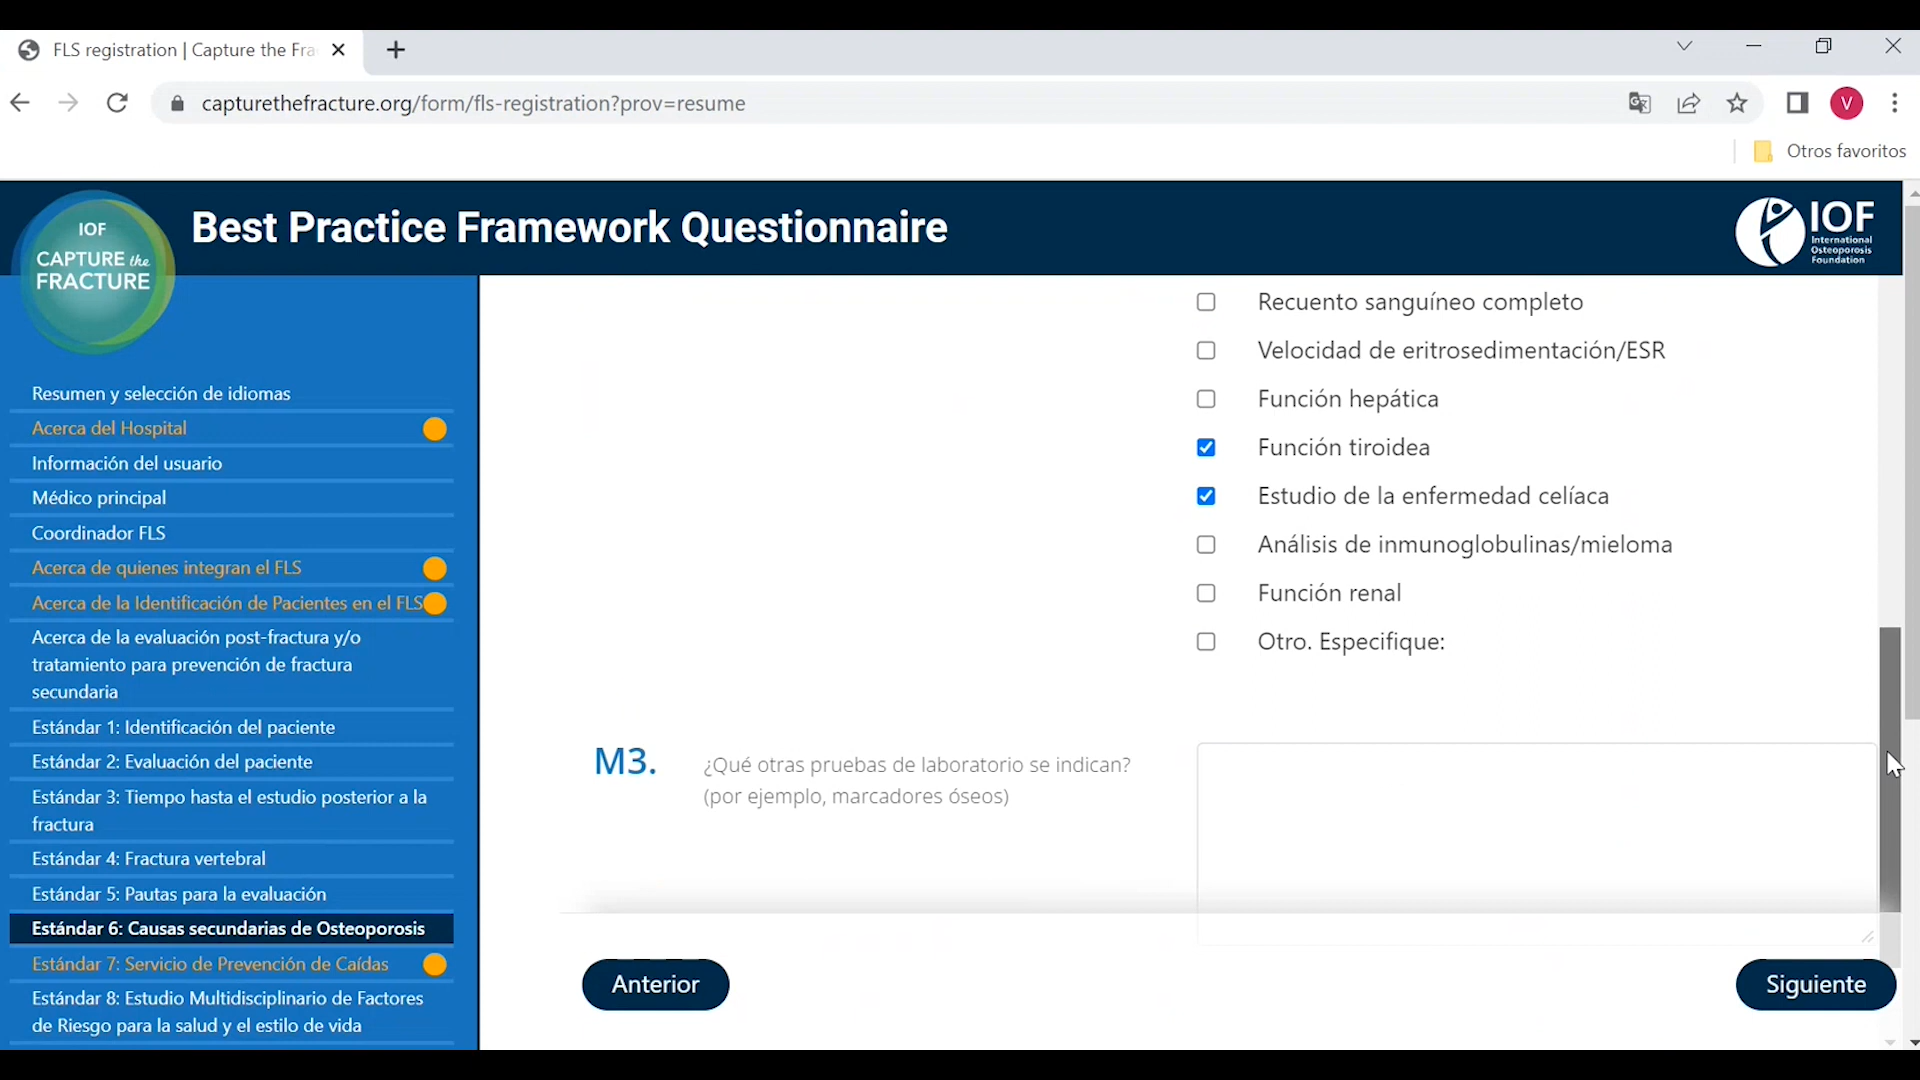 FLS registration | Capture the Fra
capturethefracture.org/form/fls-registration?prov=resume
V
Otros favoritos
IOF
CAPTURE the
FRACTURE
Best Practice Framework Questionnaire
IOF
International
Osteoporosis
Foundation
Resumen y selección de idiomas
Acerca del Hospital
Información del usuario
Médico principal
Coordinador FLS
Acerca de quienes integran el FLS
Acerca de la Identificación de Pacientes en el FLS
Acerca de la evaluación post-fractura y/o
tratamiento para prevención de fractura
secundaria
Estándar 1: Identificación del paciente
Estándar 2: Evaluación del paciente
Estándar 3: Tiempo hasta el estudio posterior a la
fractura
Estándar 4: Fractura vertebral
Estándar 5: Pautas para la evaluación
Estándar 6: Causas secundarias de Osteoporosis
Estándar 7: Servicio de Prevención de Caídas
Estándar 8: Estudio Multidisciplinario de Factores
de Riesgo para la salud y el estilo de vida
Recuento sanguíneo completo
Velocidad de eritrosedimentación/ESR
Función hepática
Función tiroidea
Estudio de la enfermedad celíaca
Análisis de inmunoglobulinas/mieloma
Función renal
Otro. Especifique:
M3.
¿Qué otras pruebas de laboratorio se indican?
(por ejemplo, marcadores óseos)
Anterior
Siguiente